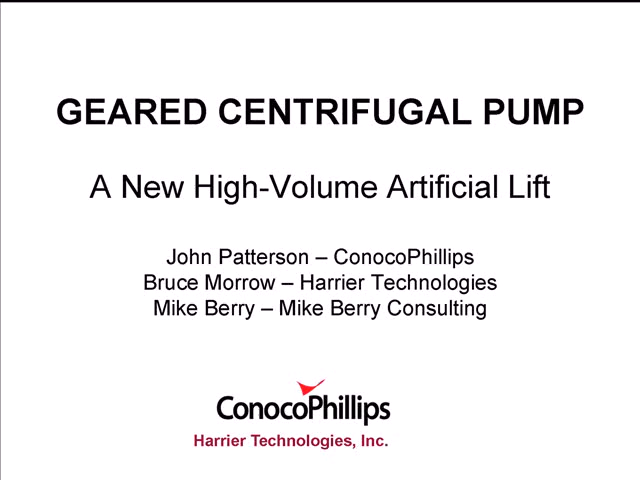 GEARED CENTRIFUGAL PUMP
A New High-Volume Artificial Lift
John Patterson – ConocoPhillips
Bruce Morrow – Harrier Technologies
Mike Berry – Mike Berry Consulting
ConocoPhillips
Harrier Technologies, Inc.